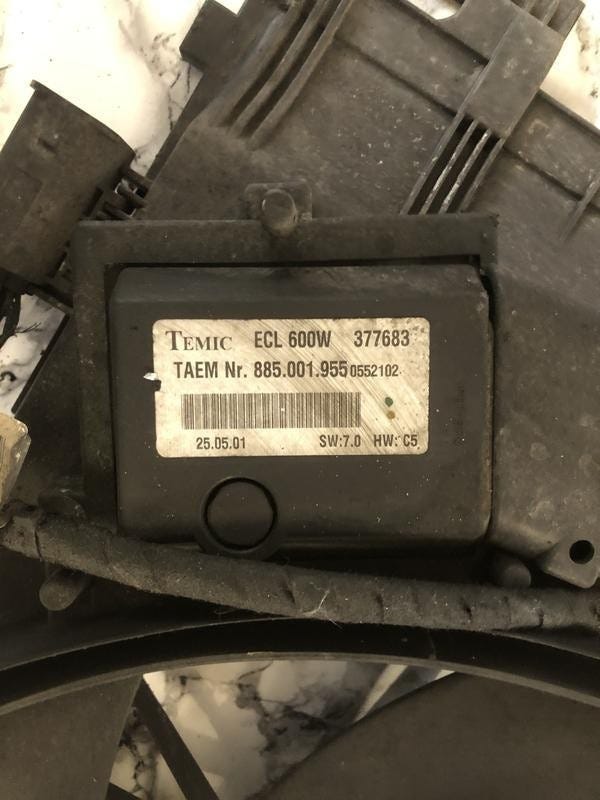 TEMIC ECL 600W 377683
TAEM Nr. 885.001.955 0552102
25.05.01 SW:7.0 HW: C5